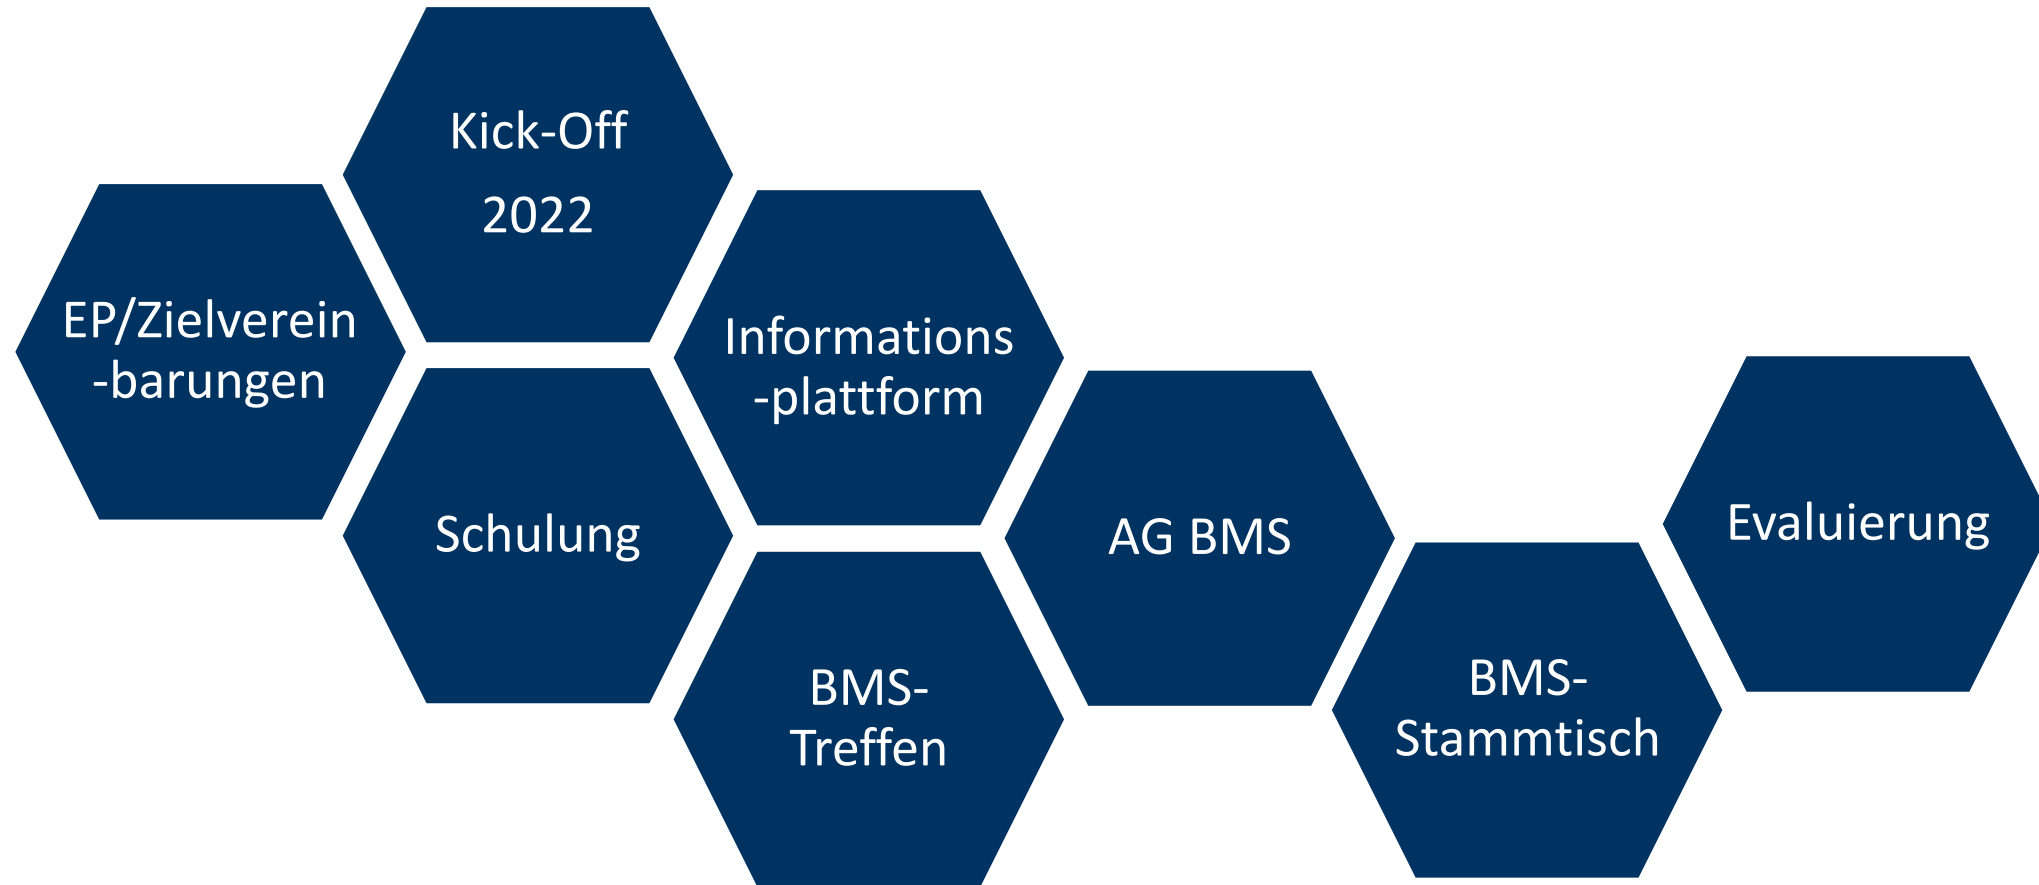 Kick-Off
2022
EP/Zielverein
-barungen
Informations
-plattform
Schulung
AG BMS
Evaluierung
BMS-
Treffen
BMS-
Stammtisch